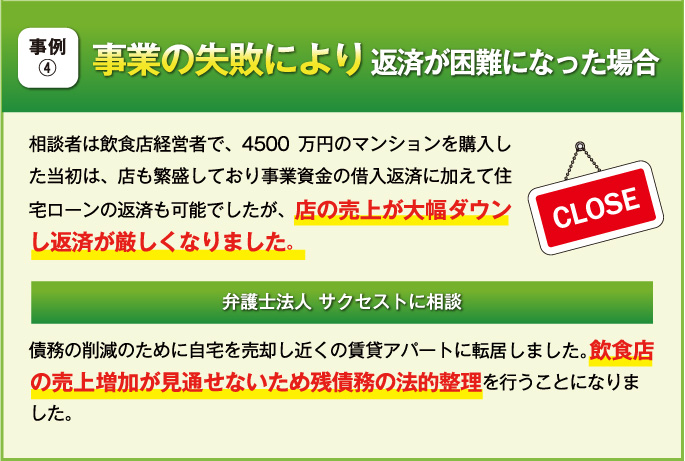 事例
④
事業の失敗により返済が困難になった場合
相談者は飲食店経営者で、4500 万円のマンションを購入し
た当初は、店も繁盛しており事業資金の借入返済に加えて住
宅ローンの返済も可能でしたが、店の売上が大幅ダウン
し返済が厳しくなりました。
CLOSE
弁護士法人 サクセストに相談
債務の削減のために自宅を売却し近くの賃貸アパートに転居しました。飲食店
の売上増加が見通せないため残債務の法的整理を行うことになりま
した。